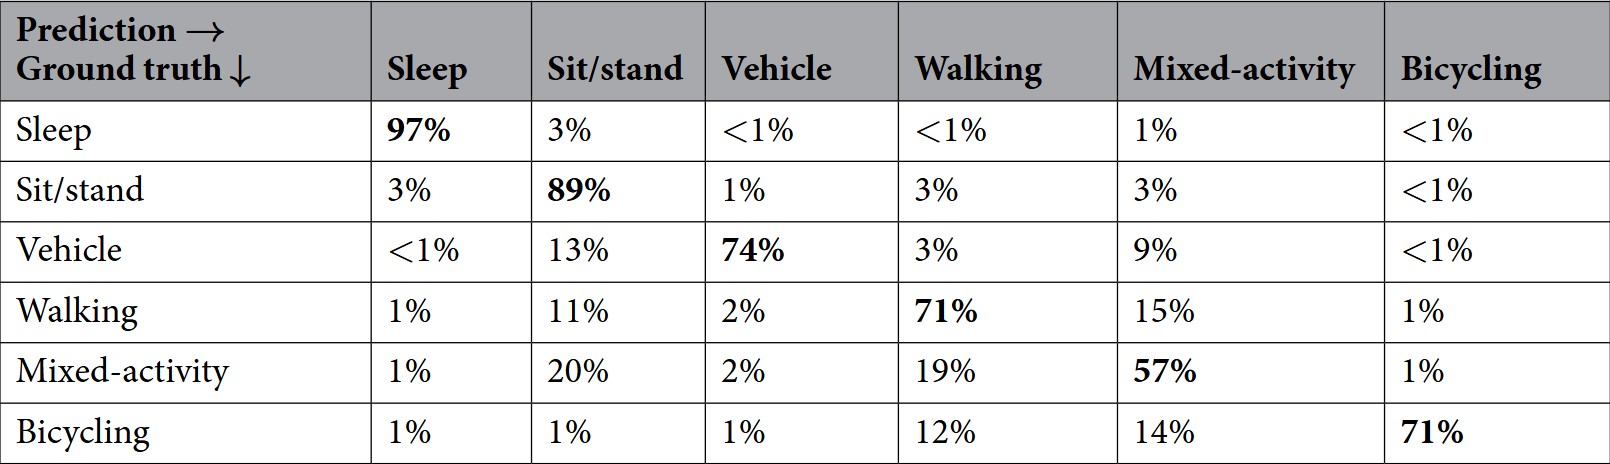 Prediction →
Ground truth ↓ Sleep Sit/stand Vehicle Walking Mixed-activity Bicycling
Sleep 97% 3% <1% <1% 1% <1%
Sit/stand 3% 89% 1% 3% 3% <1%
Vehicle <1% 13% 74% 3% 9% <1%
Walking 1% 11% 2% 71% 15% 1%
Mixed-activity 1% 20% 2% 19% 57% 1%
Bicycling 1% 1% 1% 12% 14% 71%